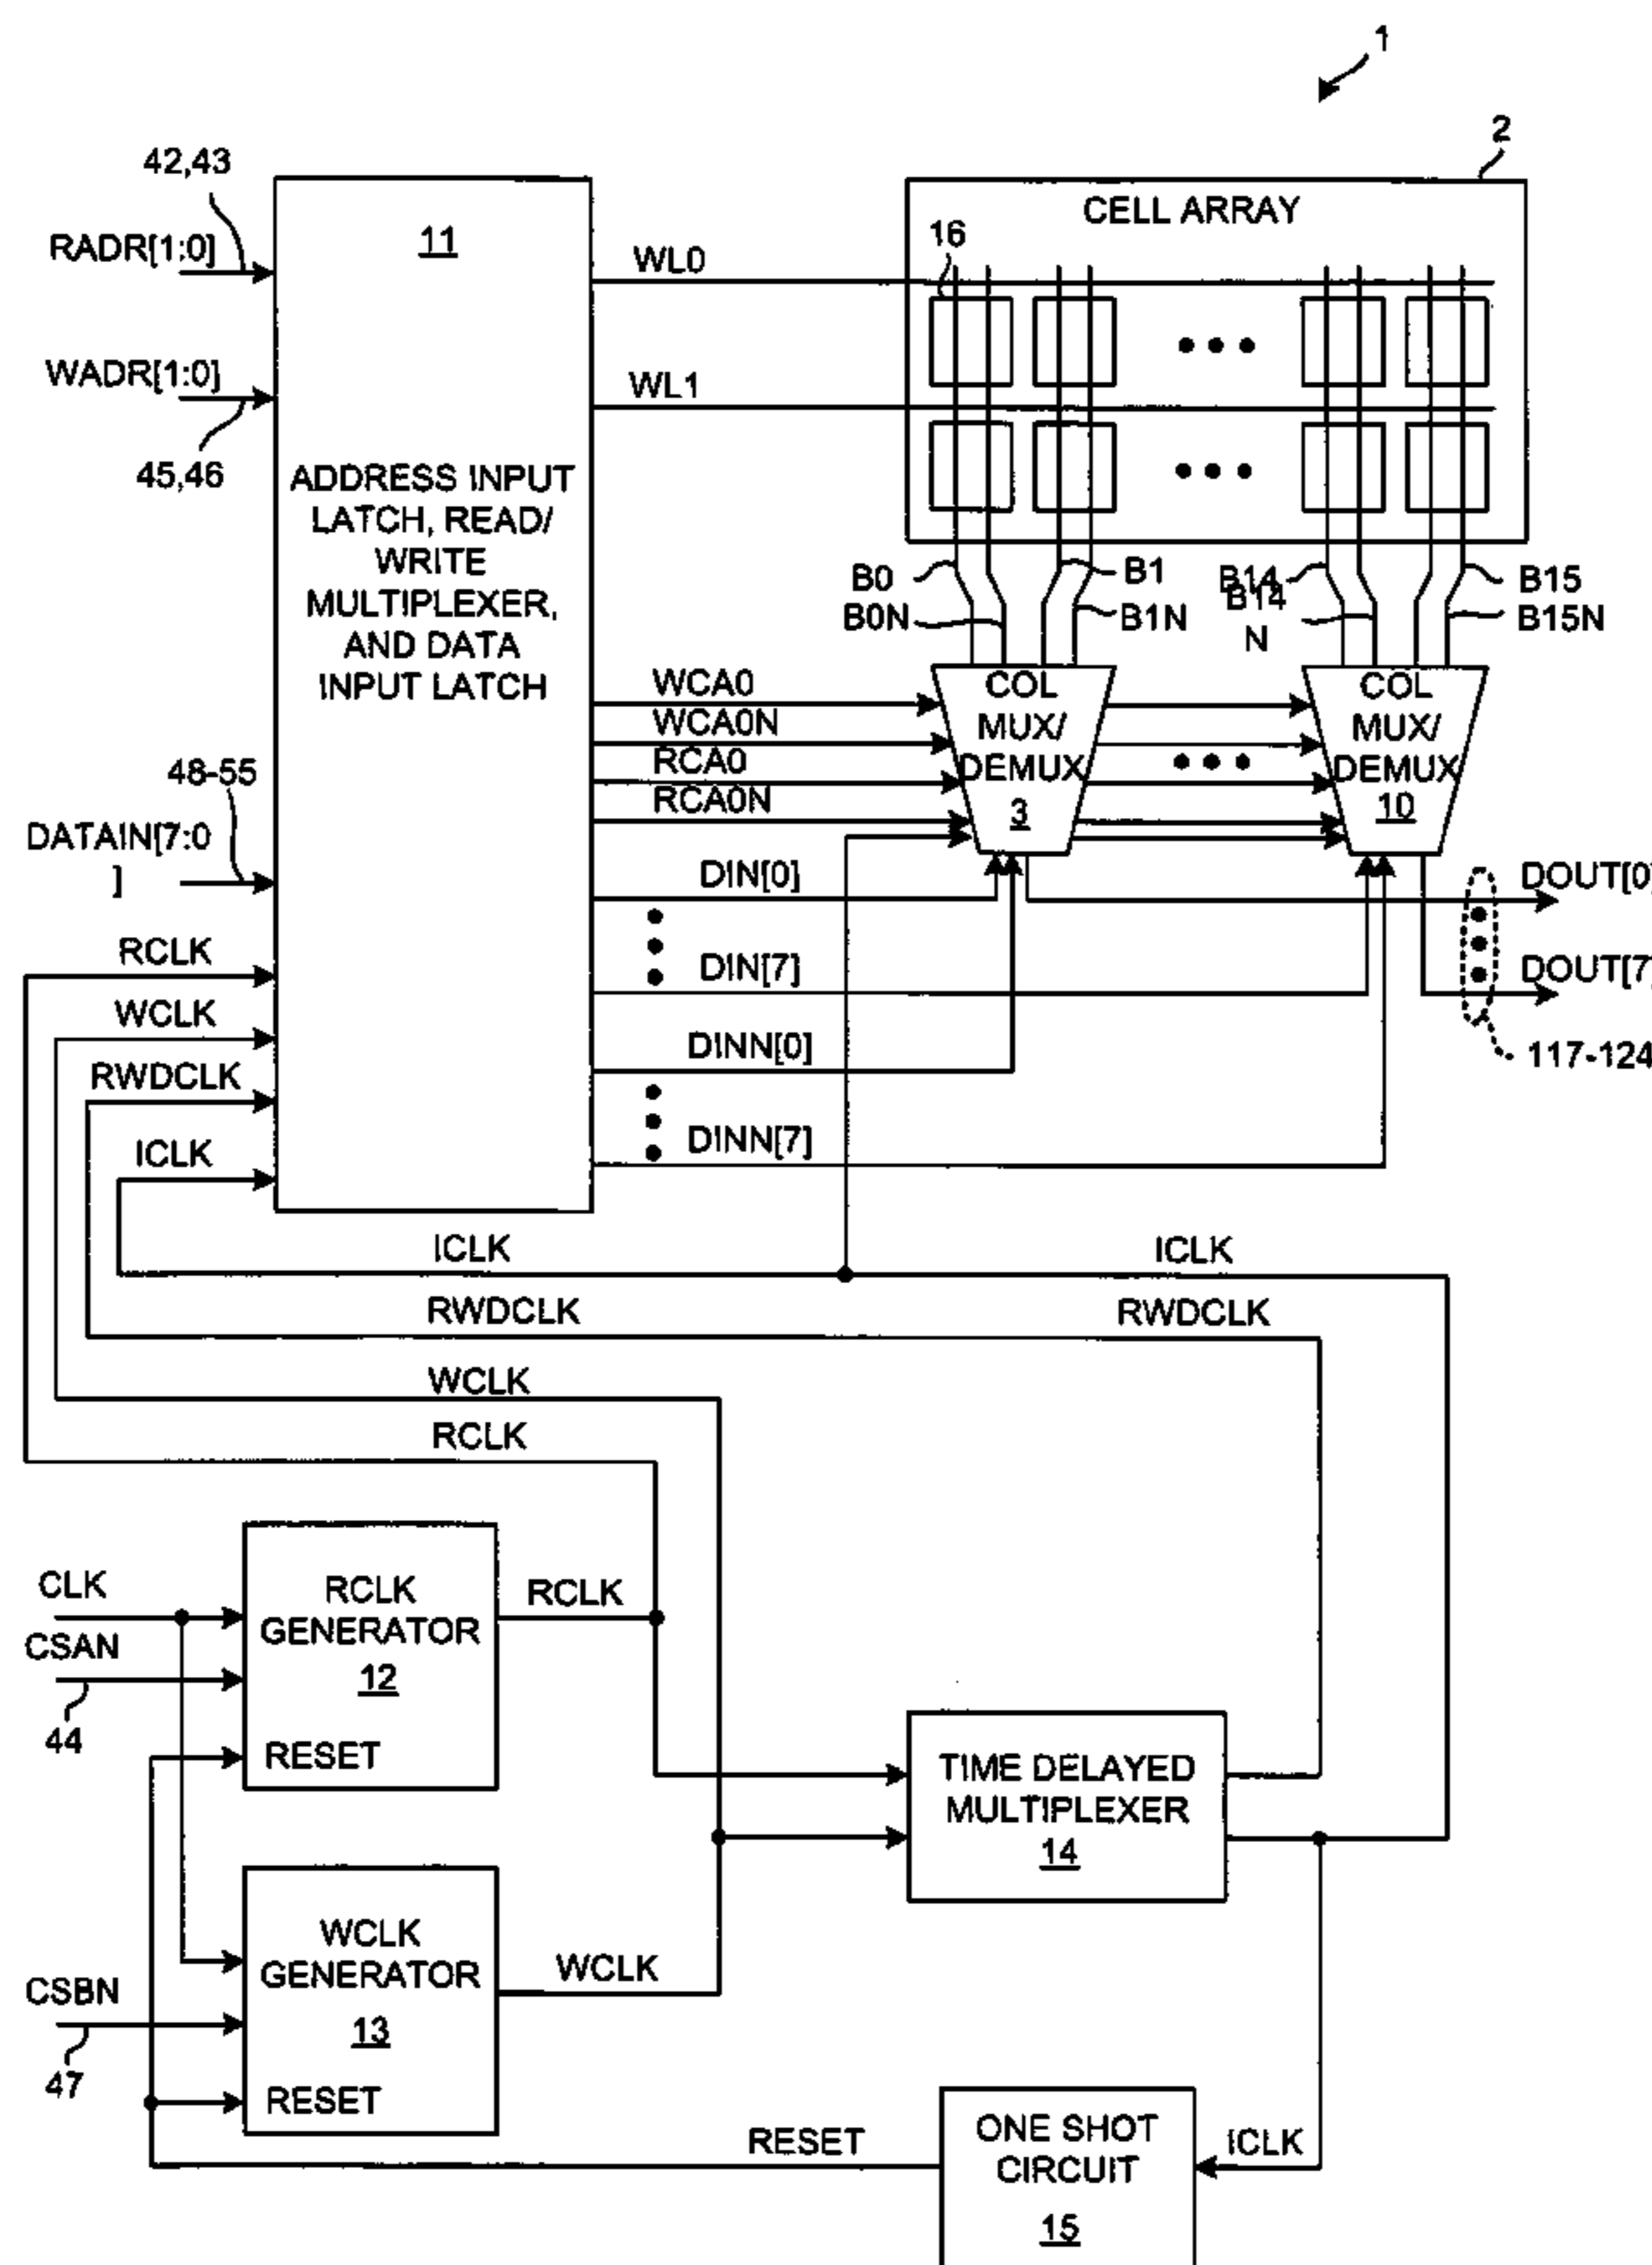 1
2
42,43
CELL ARRAY
11
16
RADR[1:0]
WL0
WADR[1:0]
WL1
45,46
ADDRESS INPUT
LATCH, READ/
WRITE
MULTIPLEXER,
AND DATA
INPUT LATCH
B0
B1
B14
B15
B0N
B1N
B14
N
B15N
WCA0
WCA0N
RCA0
RCA0N
COL
MUX/
DEMUX
3
COL
MUX/
DEMUX
10
48-55
DATAIN[7:0
]
DIN[0]
DOUT[0]
RCLK
DIN[7]
DOUT[7
WCLK
DINN[0]
117-124
RWDCLK
DINN[7]
ICLK
ICLK
ICLK
RWDCLK
RWDCLK
WCLK
RCLK
CLK
RCLK
GENERATOR
12
RCLK
CSAN
44
RESET
TIME DELAYED
MULTIPLEXER
14
WCLK
GENERATOR
13
WCLK
CSBN
47
RESET
RESET
ONE SHOT
CIRCUIT
15
ICLK